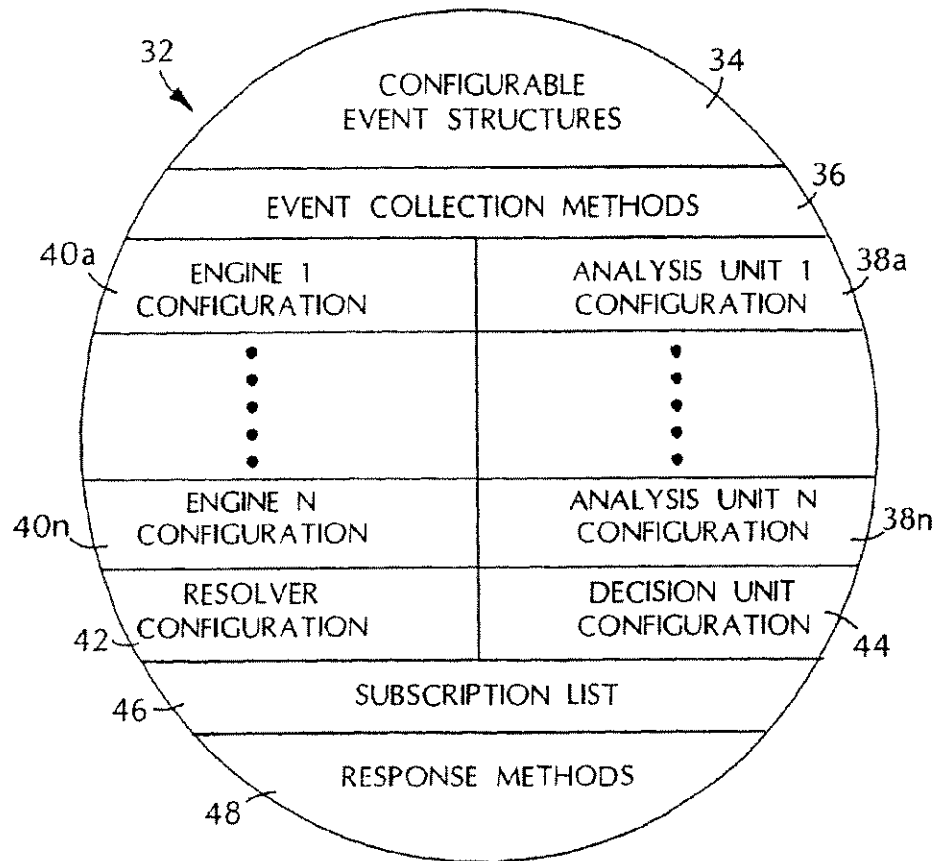 32
34
CONFIGURABLE
EVENT STRUCTURES
36
EVENT COLLECTION METHODS
40a
ENGINE 1
CONFIGURATION
ANALYSIS UNIT 1
CONFIGURATION
38a
40n
ENGINE N
CONFIGURATION
ANALYSIS UNIT N
CONFIGURATION
38n
42
RESOLVER
CONFIGURATION
DECISION UNIT
CONFIGURATION
44
46
SUBSCRIPTION LIST
48
RESPONSE METHODS